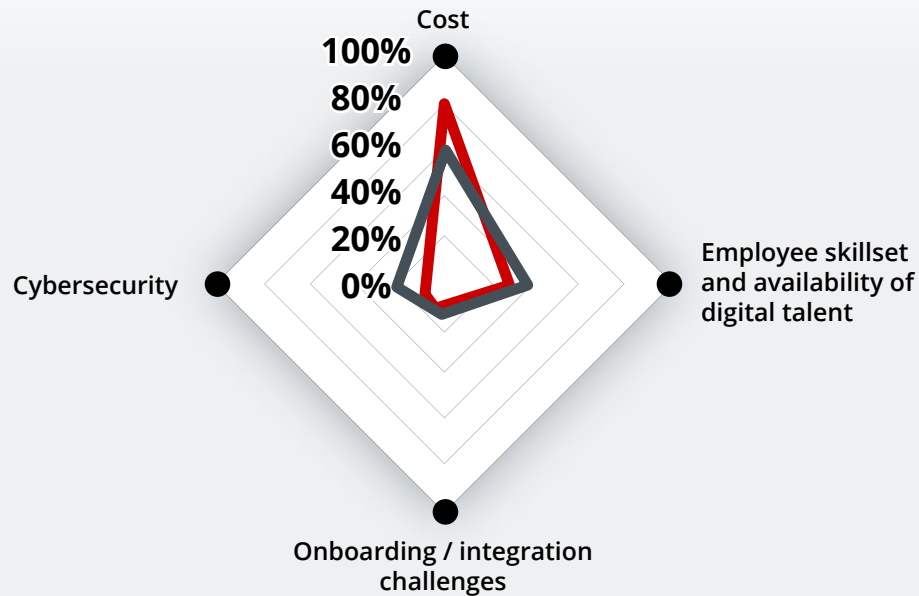 Cost
100%
80%
60%
40%
20%
0%
Cybersecurity
Employee skillset
and availability of
digital talent
Onboarding / integration
challenges